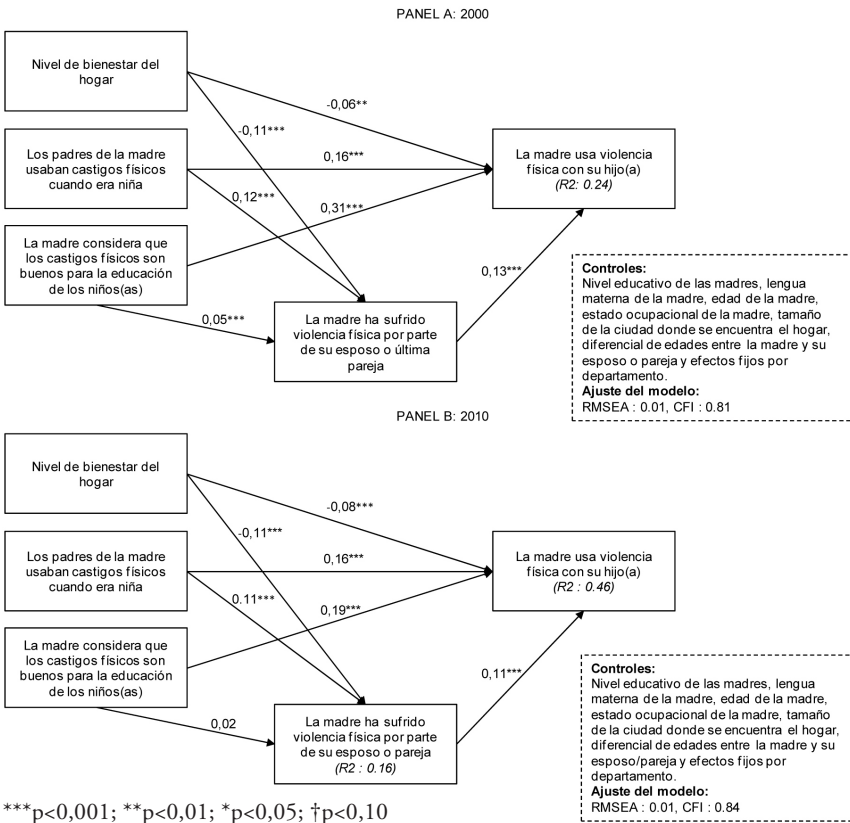 PANEL A: 2000
Nivel de bienestar del
hogar
-0,06**
-0,11***
Los padres de la madre
usaban castigos físicos
cuando era niña
0,16***
0,12***
La madre usa violencia
física con su hijo(a)
(R2: 0.24)
0,31***
La madre considera que
los castigos físicos son
buenos para la educación
de los niños(as)
0,13***
0,05***
La madre ha sufrido
violencia física por parte
de su esposo o última
pareja
Controles:
Nivel educativo de las madres, lengua
materna de la madre, edad de la madre,
estado ocupacional de la madre, tamaño
de la ciudad donde se encuentra el hogar,
diferencial de edades entre la madre y su
esposo o pareja y efectos fijos por
departamento.
Ajuste del modelo:
RMSEA : 0.01, CFI : 0.81
PANEL B: 2010
Nivel de bienestar del
hogar
-0,08***
-0,11***
Los padres de la madre
usaban castigos físicos
cuando era niña
0,16***
0.11***
La madre usa violencia
física con su hijo(a)
(R2 : 0.46)
0,19***
La madre considera que
los castigos físicos son
buenos para la educación
de los niños(as)
0,11***
0,02
La madre ha sufrido
violencia física por parte
de su esposo o pareja
(R2 : 0.16)
Controles:
Nivel educativo de las madres, lengua
materna de la madre, edad de la madre,
estado ocupacional de la madre, tamaño
de la ciudad donde se encuentra el hogar,
diferencial de edades entre la madre y su
esposo/pareja y efectos fijos por
departamento.
Ajuste del modelo:
RMSEA : 0.01, CFI : 0.84
***p<0,001; **p<0,01; *p<0,05; †p<0,10